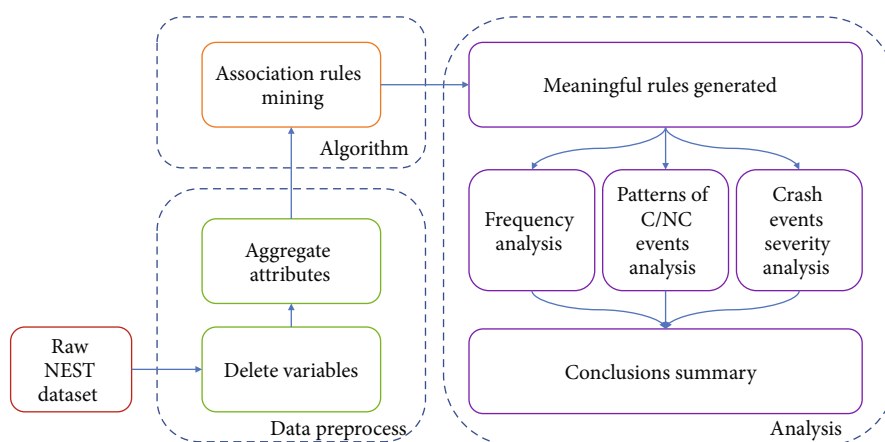 Association rules
mining
Algorithm
Meaningful rules generated
Frequency
analysis
Patterns of
C/NC
events
analysis
Crash
events
severity
analysis
Aggregate
attributes
Raw
NEST
dataset
Delete variables
Data preprocess
Conclusions summary
Analysis